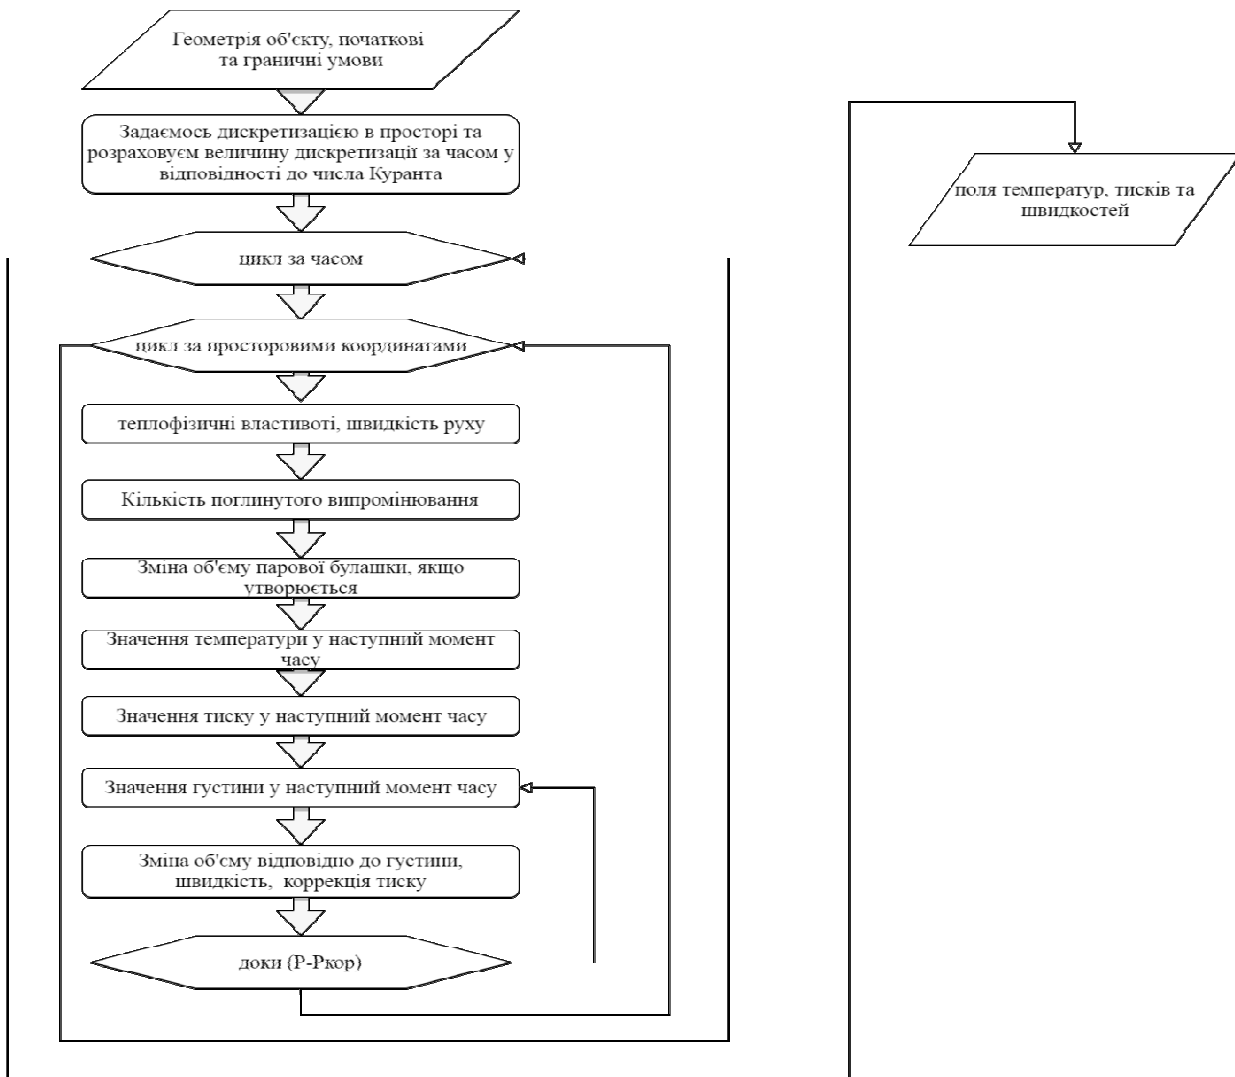 Геометрія об'єкту, початкові
та граничні умови
Задаємось дискретизацією в просторі та
розраховуєм величину дискретизації за часом у
відповідності до числа Куранта
цикл за часом
цикл за просторовими координатами
теплофізичні властивоті, швидкість руху
Кількість поглинутого випромінювання
Зміна об'єму парової булашки, якщо
утворюється
Значення температури у наступний момент
часу
Значення тиску у наступний момент часу
Значення густини у наступний момент часу
Зміна об'єму відповідно до густини,
швидкість, коррекція тиску
доки (Р-Ркор)
поля температур, тисків та
швидкостей